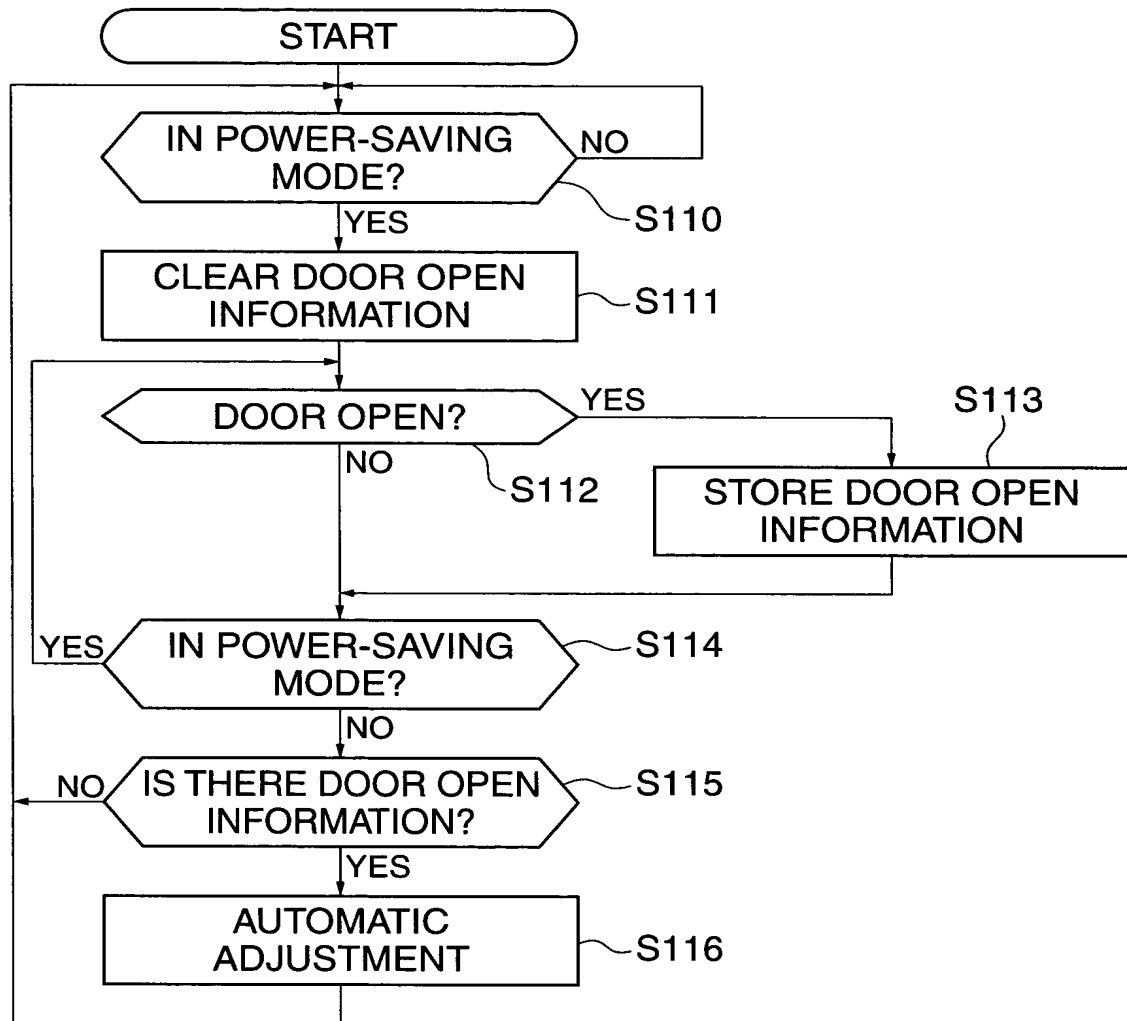 START
IN POWER-SAVING
MODE?
NO
S110
YES
CLEAR DOOR OPEN
INFORMATION
S111
DOOR OPEN?
YES
S113
NO
S112
STORE DOOR OPEN
INFORMATION
YES
IN POWER-SAVING
MODE?
S114
NO
NO
IS THERE DOOR OPEN
INFORMATION?
S115
YES
AUTOMATIC
ADJUSTMENT
S116